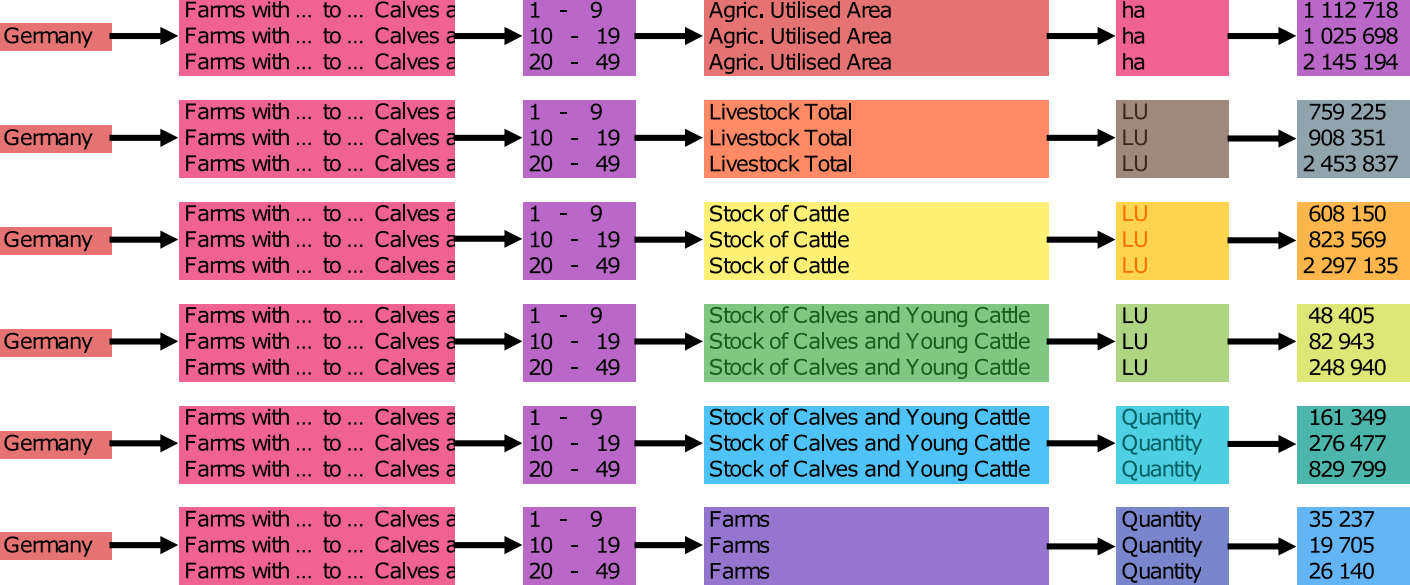 Farms with ... to ... Calves a 1 - 9 Agric. Utilised Area ha 1 112 718
Germany Farms with ... to ... Calves a 10 - 19 Agric. Utilised Area ha 1 025 698
Farms with ... to ... Calves a 20 - 49 Agric. Utilised Area ha 2 145 194
Farms with ... to ... Calves a 1 - 9 Livestock Total LU 759 225
Germany Farms with ... to ... Calves a 10 - 19 Livestock Total LU 908 351
Farms with ... to ... Calves a 20 - 49 Livestock Total LU 2 453 837
Farms with ... to ... Calves a 1 - 9 Stock of Cattle LU 608 150
Germany Farms with ... to ... Calves a 10 - 19 Stock of Cattle LU 823 569
Farms with ... to ... Calves a 20 - 49 Stock of Cattle LU 2 297 135
Farms with ... to ... Calves a 1 - 9 Stock of Calves and Young Cattle LU 48 405
Germany Farms with ... to ... Calves a 10 - 19 Stock of Calves and Young Cattle LU 82 943
Farms with ... to ... Calves a 20 - 49 Stock of Calves and Young Cattle LU 248 940
Farms with ... to ... Calves a 1 - 9 Stock of Calves and Young Cattle Quantity 161 349
Germany Farms with ... to ... Calves a 10 - 19 Stock of Calves and Young Cattle Quantity 276 477
Farms with ... to ... Calves a 20 - 49 Stock of Calves and Young Cattle Quantity 829 799
Farms with ... to ... Calves a 1 - 9 Farms Quantity 35 237
Germany Farms with ... to ... Calves a 10 - 19 Farms Quantity 19 705
Farms with ... to ... Calves a 20 - 49 Farms Quantity 26 140